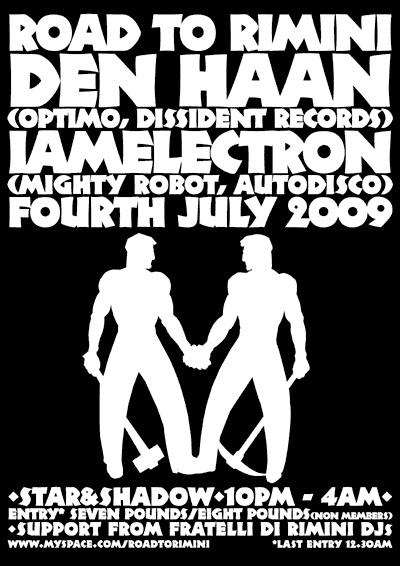 ROAD TO RIMINI
DEN HAAN
(OPTIMO, DISSIDENT RECORDS)
IAMELECTRON
(MIGHTY ROBOT, AUTODISCO)
FOURTH JULY 2009
◆STAR&SHADOW◆10PM - 4AM◆
ENTRY* SEVEN POUNDS/EIGHT POUNDS(NON MEMBERS)
◆SUPPORT FROM FRATELLI DI RIMINI DJs
WWW.MYSPACE.COM/ROADTORIMINI *LAST ENTRY 12.30AM